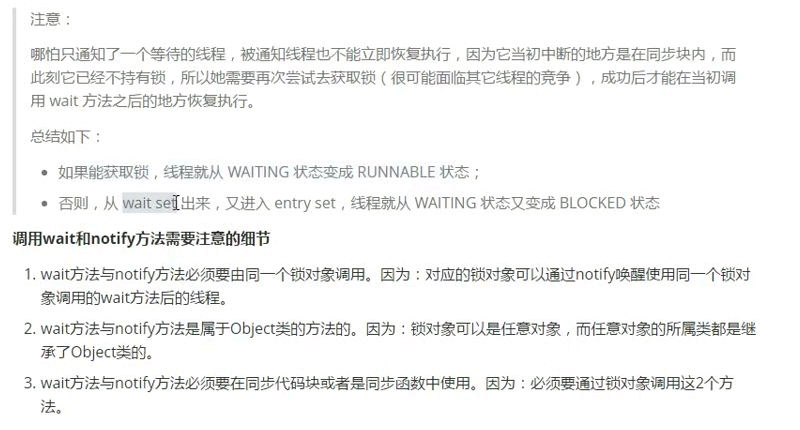 注意：
哪怕只通知了一个等待的线程，被通知线程也不能立即恢复执行，因为它当初中断的地方是在同步块内，而
此刻它已经不持有锁，所以她需要再次尝试去获取锁（很可能面临其它线程的竞争），成功后才能在当初调
用 wait 方法之后的地方恢复执行。
总结如下：
• 如果能获取锁，线程就从 WAITING 状态变成 RUNNABLE 状态；
• 否则，从 wait set 出来，又进入 entry set，线程就从 WAITING 状态又变成 BLOCKED 状态
调用wait和notify方法需要注意的细节
1. wait方法与notify方法必须要由同一个锁对象调用。因为：对应的锁对象可以通过notify唤醒使用同一个锁对
象调用的wait方法后的线程。
2. wait方法与notify方法是属于Object类的方法的。因为：锁对象可以是任意对象，而任意对象的所属类都是继
承了Object类的。
3. wait方法与notify方法必须要在同步代码块或者是同步函数中使用。因为：必须要通过锁对象调用这2个方
法。